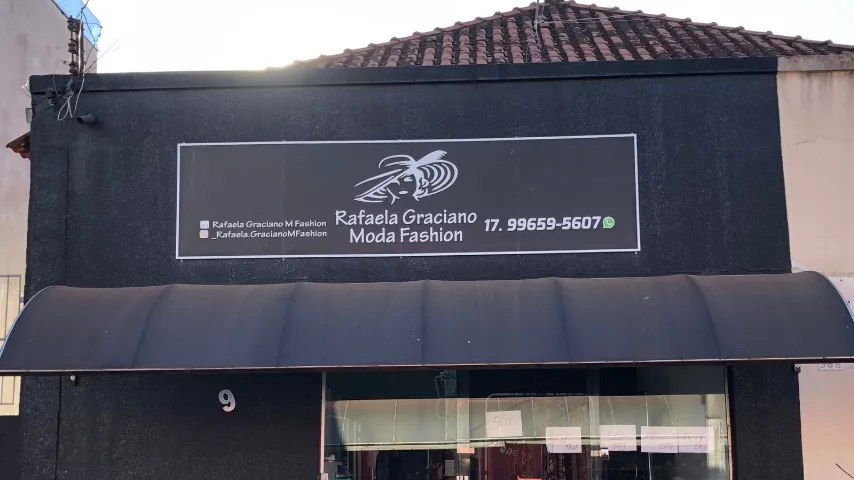 Rafaela Graciano
Moda Fashion
Rafaela Graciano M Fashion
_Rafaela.GracianoMFashion
17. 99659-5607
9